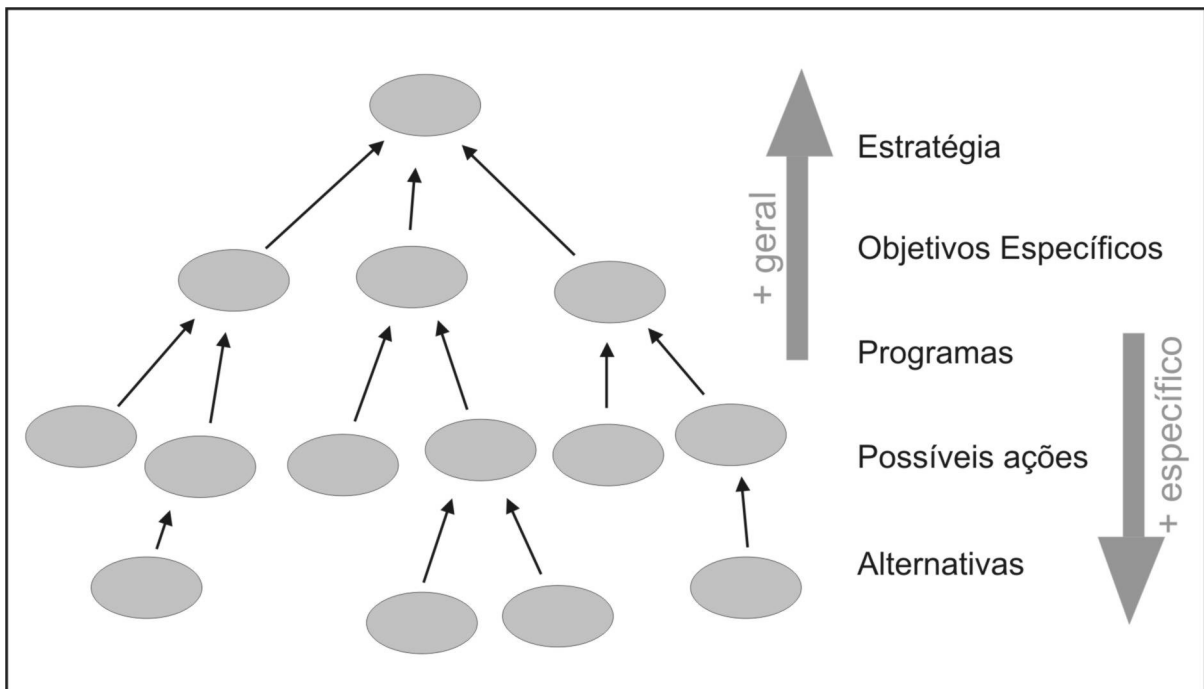 Estratégia
+ geral
Objetivos Específicos
Programas
+ específico
Possíveis ações
Alternativas